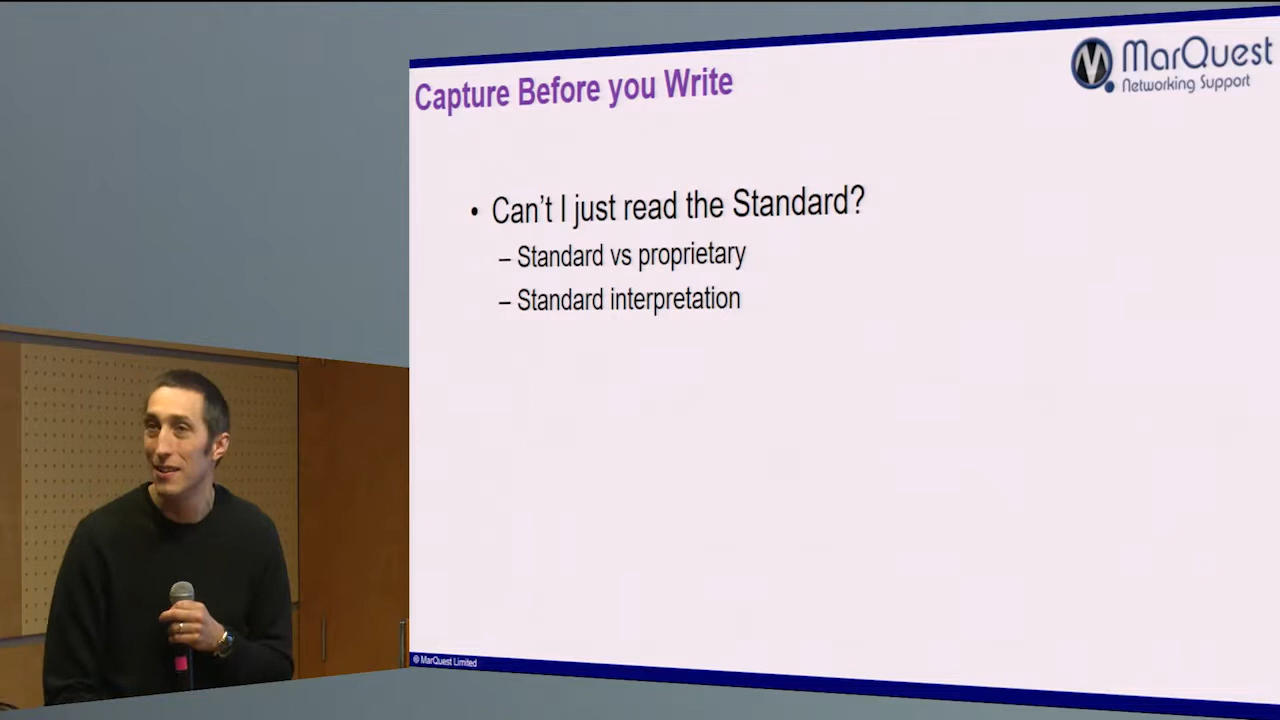 Capture Before you Write
MarQuest
Networking Support
• Can't I just read the Standard?
– Standard vs proprietary
– Standard interpretation
© MarQuest Limited